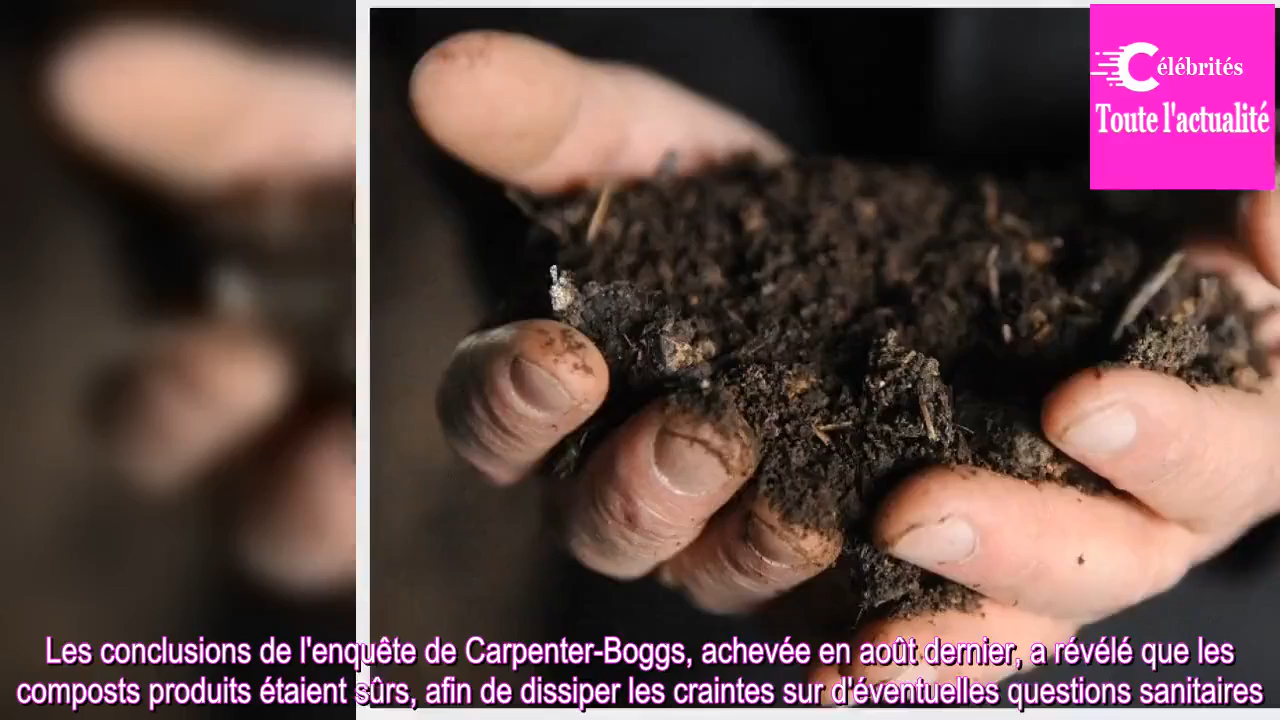 Célébrités
Toute l'actualité
Les conclusions de l'enquête de Carpenter-Boggs, achevée en août dernier, a révélé que les
composts produits étaient sûrs, afin de dissiper les craintes sur d'éventuelles questions sanitaires